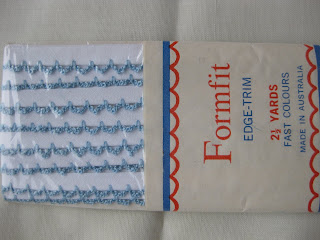 Formfit
EDGE-TRIM
2½ YARDS
FAST COLOURS
MADE IN AUSTRALIA